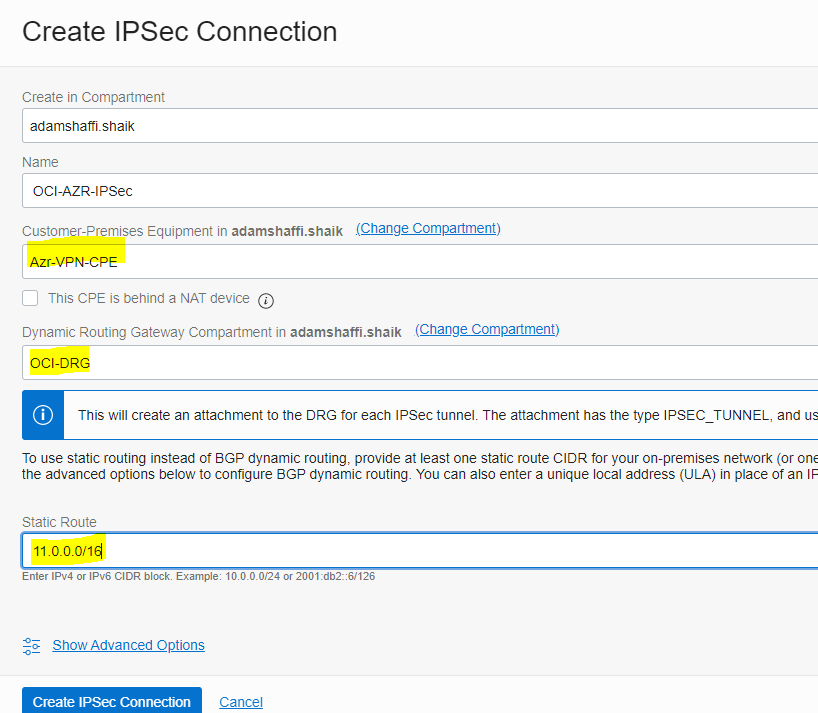 Create IPSec Connection
Create in Compartment
adamshaffi.shaik
Name
OCI-AZR-IPSec
Customer-Premises Equipment in adamshaffi.shaik (Change Compartment)
Azr-VPN-CPE
This CPE is behind a NAT device
Dynamic Routing Gateway Compartment in adamshaffi.shaik (Change Compartment)
OCI-DRG
This will create an attachment to the DRG for each IPSec tunnel. The attachment has the type IPSEC_TUNNEL, and us
To use static routing instead of BGP dynamic routing, provide at least one static route CIDR for your on-premises network (or one
the advanced options below to configure BGP dynamic routing. You can also enter a unique local address (ULA) in place of an IP
Static Route
11.0.0.0/16
Enter IPv4 or IPv6 CIDR block. Example: 10.0.0.0/24 or 2001:db2::6/126
Show Advanced Options
Create IPSec Connection Cancel